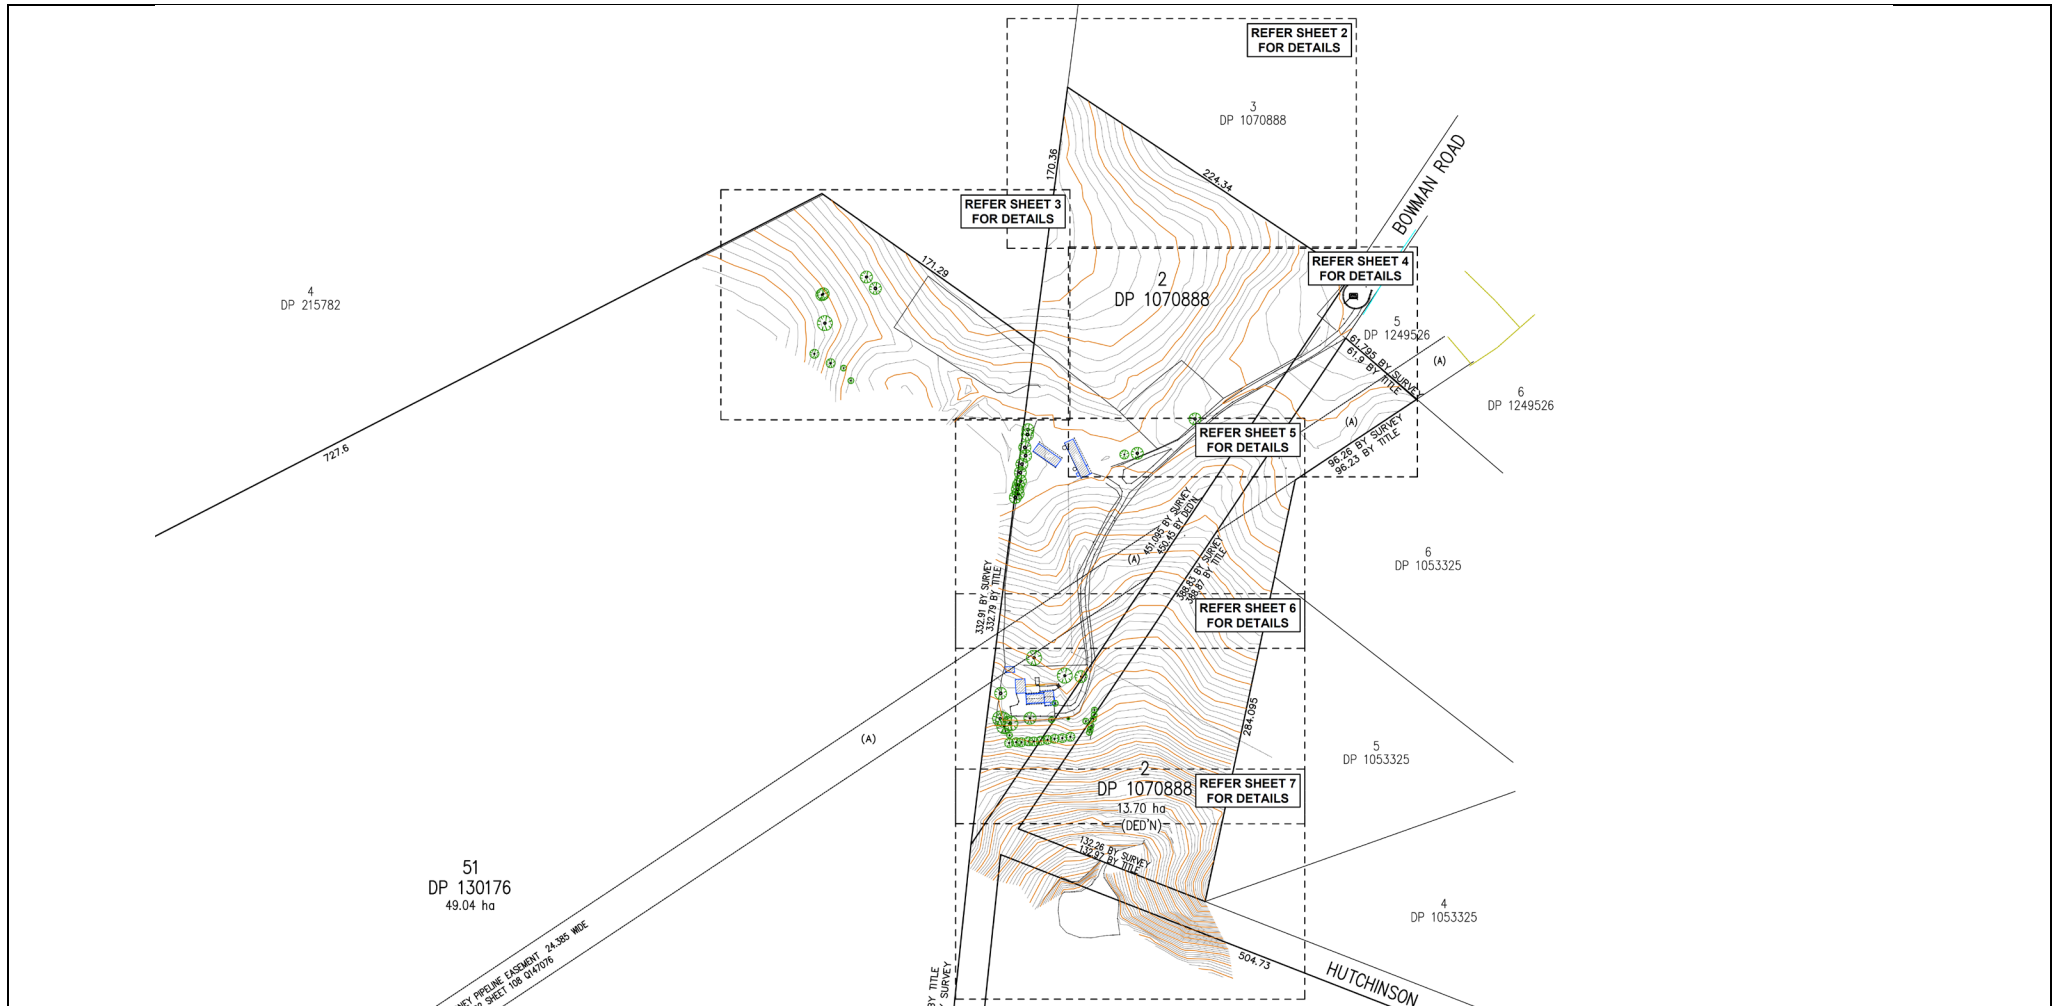 REFER SHEET 2
FOR DETAILS
3
DP 1070888
BOWMAN ROAD
170.36
224.34
REFER SHEET 3
FOR DETAILS
171.29
REFER SHEET 4
FOR DETAILS
2
DP 1070888
4
DP 215782
5
DP 1249526
61.795 BY SURVEY
61.9 BY TITLE
(A)
6
DP 1249526
(A)
REFER SHEET 5
FOR DETAILS
96.26 BY SURVEY
96.23 BY TITLE
727.6
451.095 BY SURVEY
450.45 BY DED'N
(A)
388.83 BY SURVEY
388.87 BY TITLE
6
DP 1053325
332.91 BY SURVEY
332.79 BY TITLE
REFER SHEET 6
FOR DETAILS
284.095
(A)
5
DP 1053325
2
DP 1070888
13.70 ha
(DED'N)
REFER SHEET 7
FOR DETAILS
132.26 BY SURVEY
132.97 BY TITLE
51
DP 130176
49.04 ha
4
DP 1053325
PIPELINE EASEMENT 24.385 WIDE
SHEET 108 Q147076
BY TITLE
SURVEY
504.73
HUTCHINSON